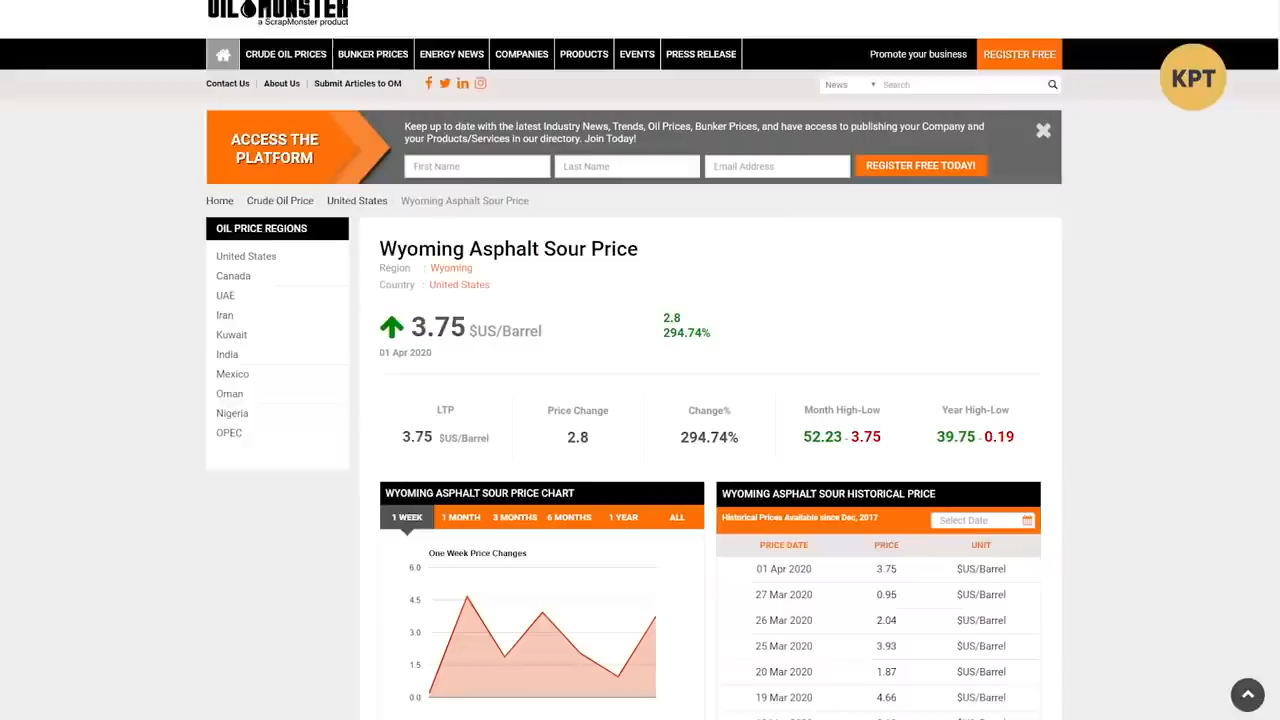 OIL MONSTER
a ScrapMonster product
CRUDE OIL PRICES BUNKER PRICES ENERGY NEWS COMPANIES PRODUCTS EVENTS PRESS RELEASE Promote your business REGISTER FREE
KPT
Contact Us About Us Submit Articles to OM News Search
ACCESS THE
PLATFORM
Keep up to date with the latest Industry News, Trends, Oil Prices, Bunker Prices, and have access to publishing your Company and
your Products/Services in our directory. Join Today!
First Name Last Name Email Address REGISTER FREE TODAY!
Home Crude Oil Price United States Wyoming Asphalt Sour Price
OIL PRICE REGIONS
United States
Canada
UAE
Iran
Kuwait
India
Mexico
Oman
Nigeria
OPEC
Wyoming Asphalt Sour Price
Region : Wyoming
Country : United States
3.75 $US/Barrel
01 Apr 2020
2.8
294.74%
LTP Price Change Change% Month High-Low Year High-Low
3.75 $US/Barrel 2.8 294.74% 52.23 - 3.75 39.75 - 0.19
WYOMING ASPHALT SOUR PRICE CHART
1 WEEK 1 MONTH 3 MONTHS 6 MONTHS 1 YEAR ALL
One Week Price Changes
6.0
4.5
3.0
1.5
0.0
WYOMING ASPHALT SOUR HISTORICAL PRICE
Historical Prices Available since Dec, 2017 Select Date
PRICE DATE PRICE UNIT
01 Apr 2020 3.75 $US/Barrel
27 Mar 2020 0.95 $US/Barrel
26 Mar 2020 2.04 $US/Barrel
25 Mar 2020 3.93 $US/Barrel
20 Mar 2020 1.87 $US/Barrel
19 Mar 2020 4.66 $US/Barrel